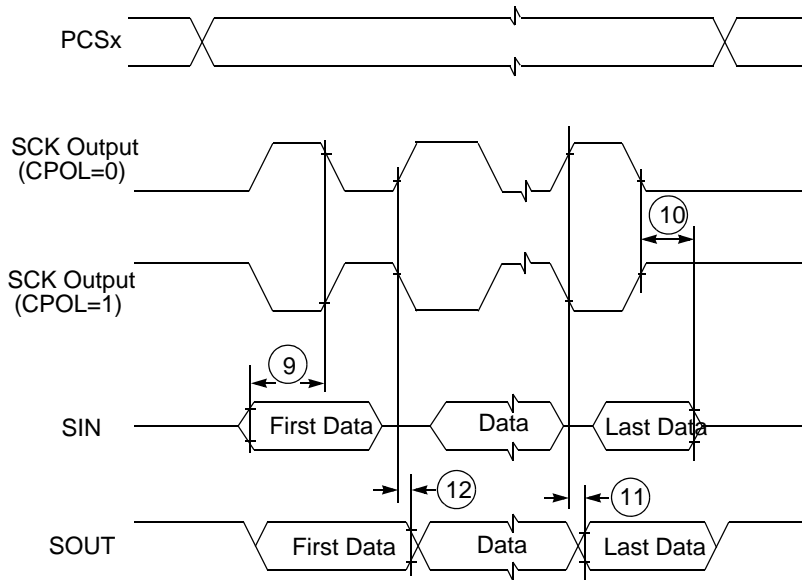 PCSx
SCK Output
(CPOL=0)
10
SCK Output
(CPOL=1)
9
SIN
First Data
Data
Last Data
12
11
SOUT
First Data
Data
Last Data